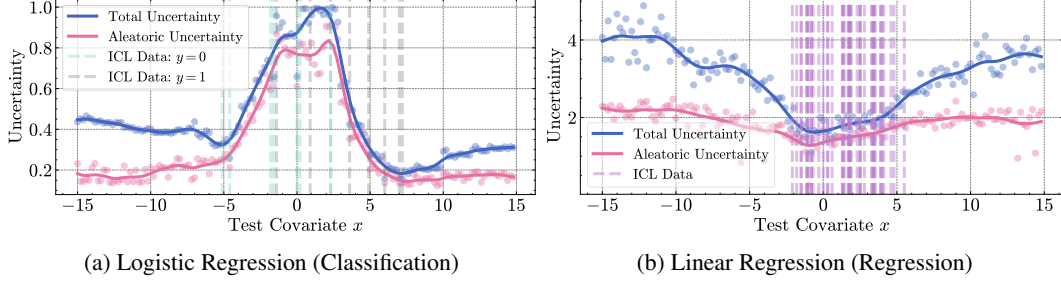 Total Uncertainty
Aleatoric Uncertainty
ICL Data: y = 0
ICL Data: y = 1
1.0
0.8
0.6
0.4
0.2
Uncertainty
−15 −10 −5 0 5 10 15
Test Covariate x
(a) Logistic Regression (Classification)
4
2
Uncertainty
Total Uncertainty
Aleatoric Uncertainty
ICL Data
−15 −10 −5 0 5 10 15
Test Covariate x
(b) Linear Regression (Regression)